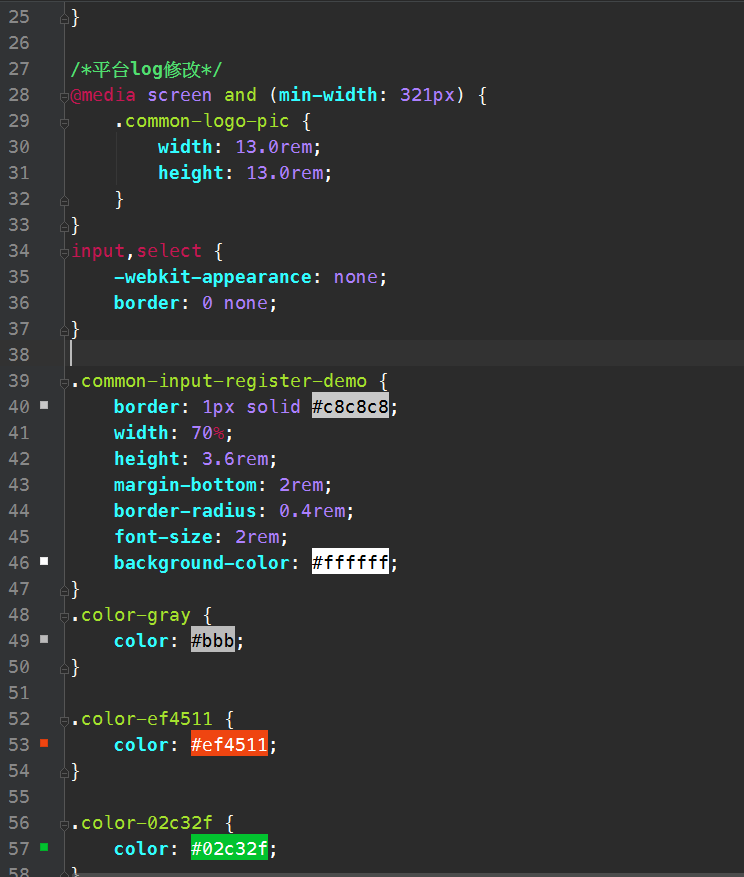 25 }
26
27 /*平台log修改*/
28 @media screen and (min-width: 321px) {
29     .common-logo-pic {
30         width: 13.0rem;
31         height: 13.0rem;
32     }
33 }
34 input,select {
35     -webkit-appearance: none;
36     border: 0 none;
37 }
38
39 .common-input-register-demo {
40     border: 1px solid #c8c8c8;
41     width: 70%;
42     height: 3.6rem;
43     margin-bottom: 2rem;
44     border-radius: 0.4rem;
45     font-size: 2rem;
46     background-color: #ffffff;
47 }
48 .color-gray {
49     color: #bbb;
50 }
51
52 .color-ef4511 {
53     color: #ef4511;
54 }
55
56 .color-02c32f {
57     color: #02c32f;
58 }